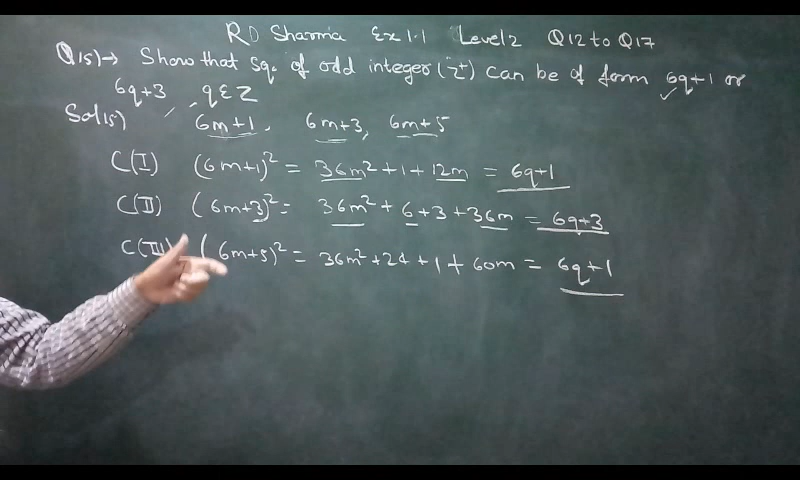 RD Sharma Ex 1.1 Level 2 Q12 to Q17
Q15)→ Show that sq. of odd integer (Z⁺) can be of form 6q+1 or
6q+3 , q ∈ Z
Sol15) 6m+1, 6m+3, 6m+5
C(I) (6m+1)² = 36m²+1+12m = 6q+1
C(II) (6m+3)² = 36m²+6+3+36m = 6q+3
C(III) (6m+5)² = 36m²+24+1+60m = 6q+1